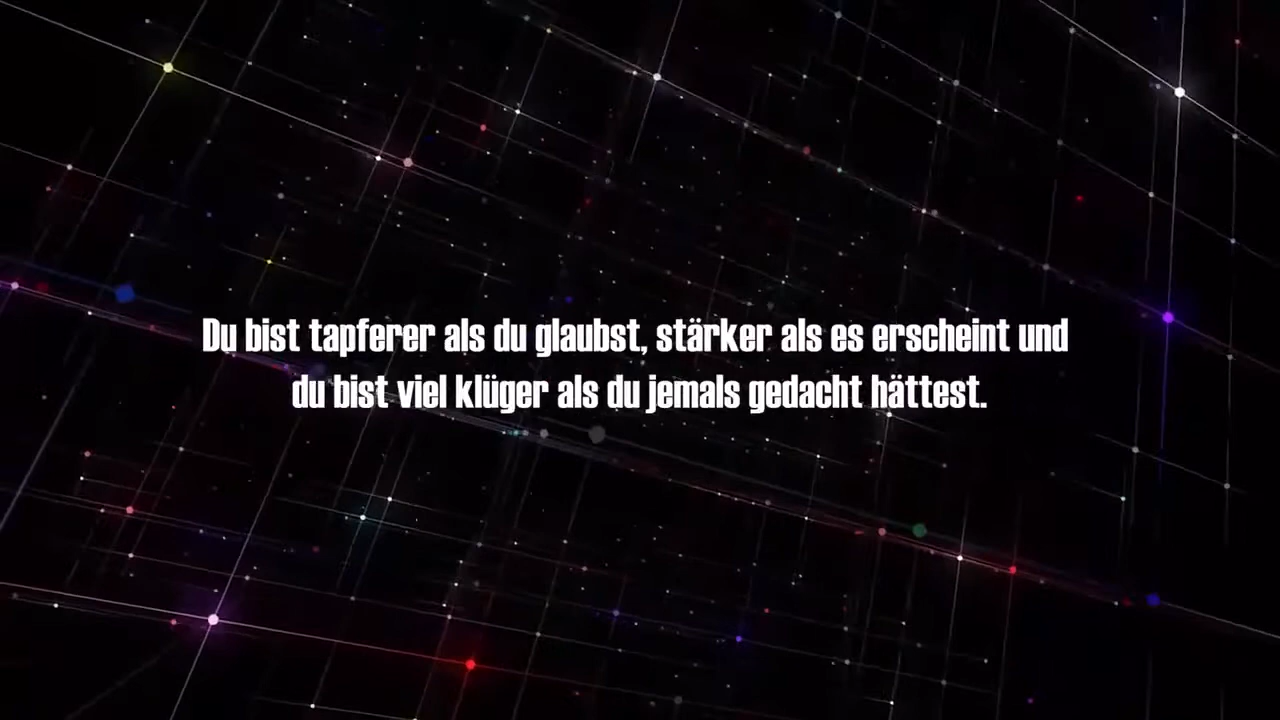 Du bist tapferer als du glaubst, stärker als es erscheint und
du bist viel klüger als du jemals gedacht hättest.